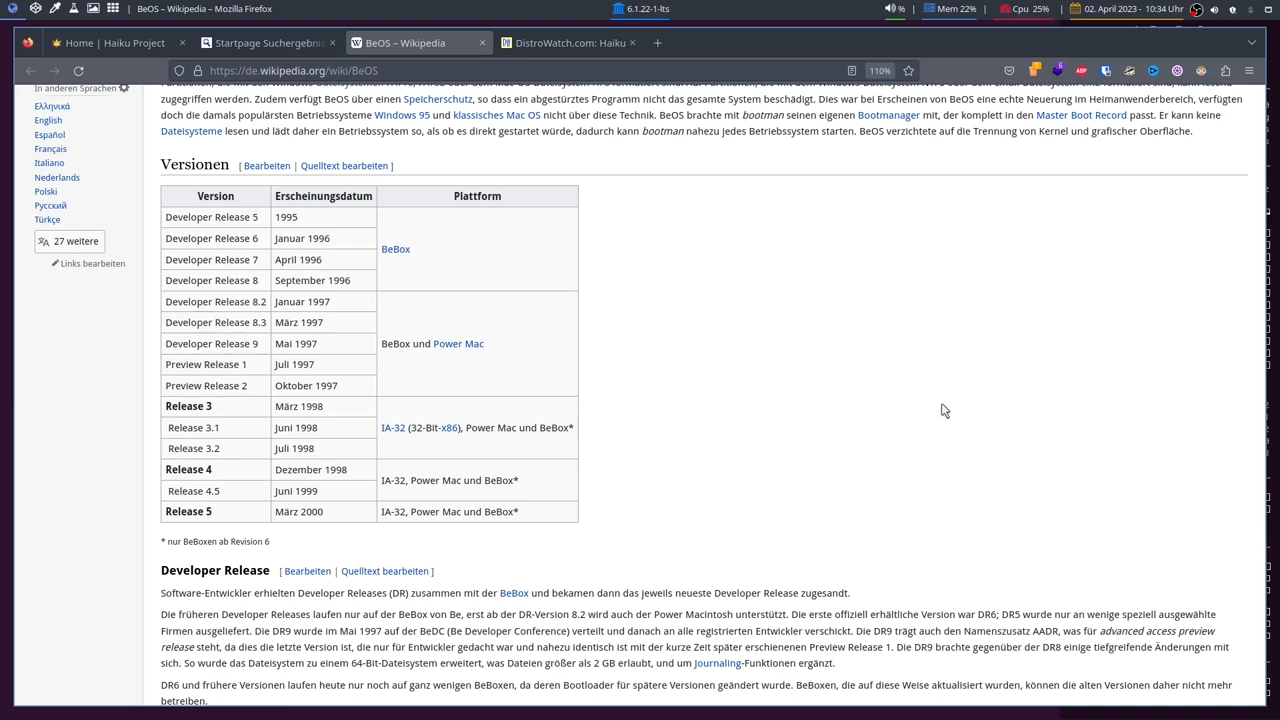 BeOS – Wikipedia – Mozilla Firefox
6.1.22-1-lts
%
Mem 22%
Cpu 25%
02. April 2023 - 10:34 Uhr
Home | Haiku Project
Startpage Suchergebnis
BeOS – Wikipedia
DistroWatch.com: Haiku
https://de.wikipedia.org/wiki/BeOS
110%
In anderen Sprachen
Ελληνικά
English
Español
Français
Italiano
Nederlands
Polski
Русский
Türkçe
27 weitere
Links bearbeiten
zugegriffen werden. Zudem verfügt BeOS über einen Speicherschutz, so dass ein abgestürztes Programm nicht das gesamte System beschädigt. Dies war bei Erscheinen von BeOS eine echte Neuerung im Heimanwenderbereich, verfügten
doch die damals populärsten Betriebssysteme Windows 95 und klassisches Mac OS nicht über diese Technik. BeOS brachte mit bootman seinen eigenen Bootmanager mit, der komplett in den Master Boot Record passt. Er kann keine
Dateisysteme lesen und lädt daher ein Betriebssystem so, als ob es direkt gestartet würde, dadurch kann bootman nahezu jedes Betriebssystem starten. BeOS verzichtete auf die Trennung von Kernel und grafischer Oberfläche.
Versionen [ Bearbeiten | Quelltext bearbeiten ]
Version Erscheinungsdatum Plattform
Developer Release 5 1995
Developer Release 6 Januar 1996
BeBox
Developer Release 7 April 1996
Developer Release 8 September 1996
Developer Release 8.2 Januar 1997
Developer Release 8.3 März 1997
Developer Release 9 Mai 1997 BeBox und Power Mac
Preview Release 1 Juli 1997
Preview Release 2 Oktober 1997
Release 3 März 1998
Release 3.1 Juni 1998 IA-32 (32-Bit-x86), Power Mac und BeBox*
Release 3.2 Juli 1998
Release 4 Dezember 1998
IA-32, Power Mac und BeBox*
Release 4.5 Juni 1999
Release 5 März 2000 IA-32, Power Mac und BeBox*
* nur BeBoxen ab Revision 6
Developer Release [ Bearbeiten | Quelltext bearbeiten ]
Software-Entwickler erhielten Developer Releases (DR) zusammen mit der BeBox und bekamen dann das jeweils neueste Developer Release zugesandt.
Die früheren Developer Releases laufen nur auf der BeBox von Be, erst ab der DR-Version 8.2 wird auch der Power Macintosh unterstützt. Die erste offiziell erhältliche Version war DR6; DR5 wurde nur an wenige speziell ausgewählte
Firmen ausgeliefert. Die DR9 wurde im Mai 1997 auf der BeDC (Be Developer Conference) verteilt und danach an alle registrierten Entwickler verschickt. Die DR9 trägt auch den Namenszusatz AADR, was für advanced access preview
release steht, da dies die letzte Version ist, die nur für Entwickler gedacht war und nahezu identisch ist mit der kurze Zeit später erschienenen Preview Release 1. Die DR9 brachte gegenüber der DR8 einige tiefgreifende Änderungen mit
sich. So wurde das Dateisystem zu einem 64-Bit-Dateisystem erweitert, was Dateien größer als 2 GB erlaubt, und um Journaling-Funktionen ergänzt.
DR6 und frühere Versionen laufen heute nur noch auf ganz wenigen BeBoxen, da deren Bootloader für spätere Versionen geändert wurde. BeBoxen, die auf diese Weise aktualisiert wurden, können die alten Versionen daher nicht mehr
betreiben.